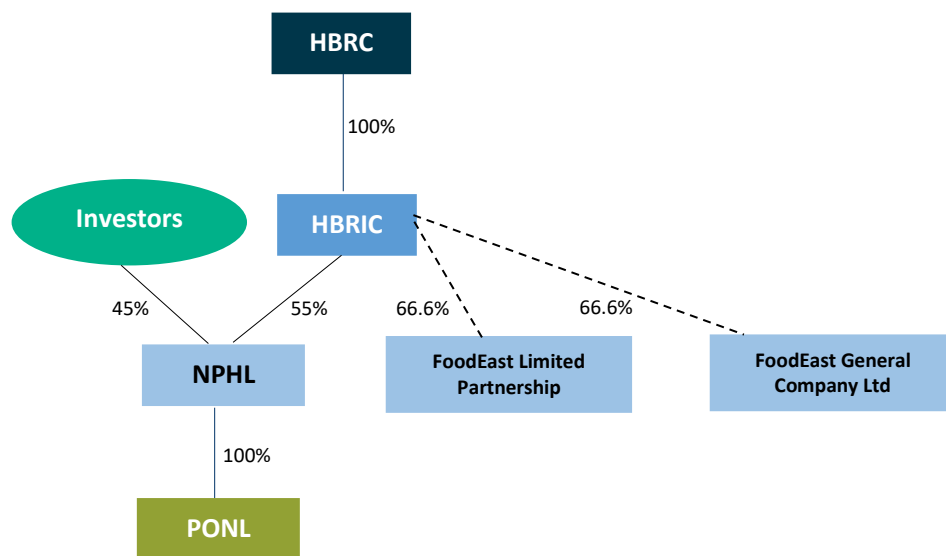 HBRC
100%
Investors
HBRIC
45%
55%
66.6%
66.6%
NPHL
FoodEast Limited
Partnership
FoodEast General
Company Ltd
100%
PONL